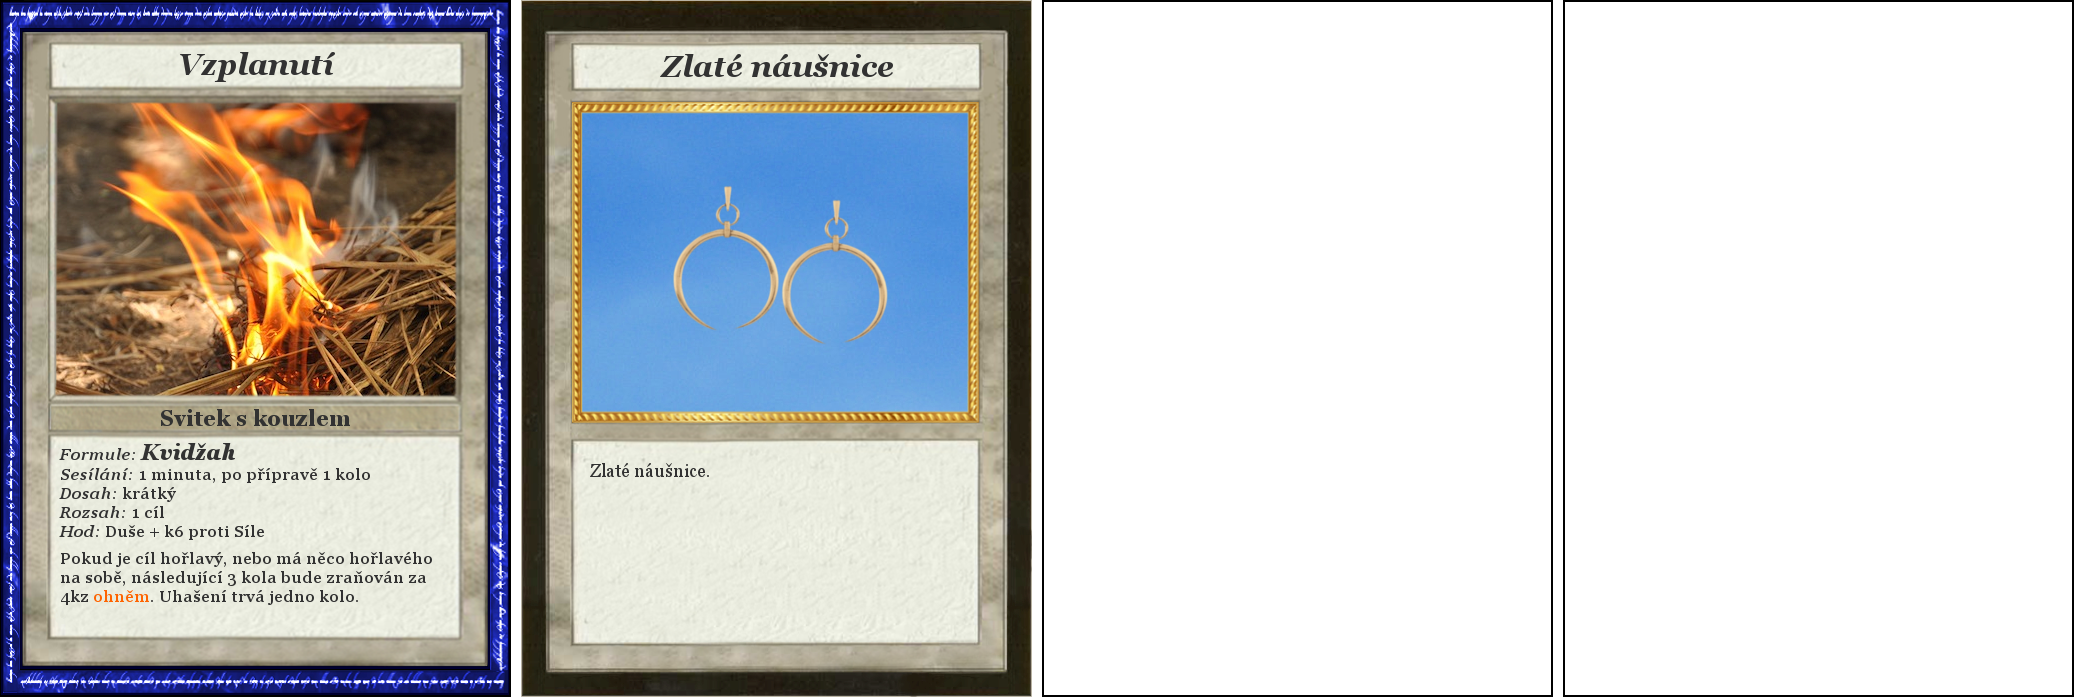 Vzplanutí
Svitek s kouzlem
Formule: Kvidžah
Sesílání: 1 minuta, po přípravě 1 kolo
Dosah: krátký
Rozsah: 1 cíl
Hod: Duše + k6 proti Síle
Pokud je cíl hořlavý, nebo má něco hořlavého
na sobě, následující 3 kola bude zraňován za
4kz ohněm. Uhašení trvá jedno kolo.
Zlaté náušnice
Zlaté náušnice.